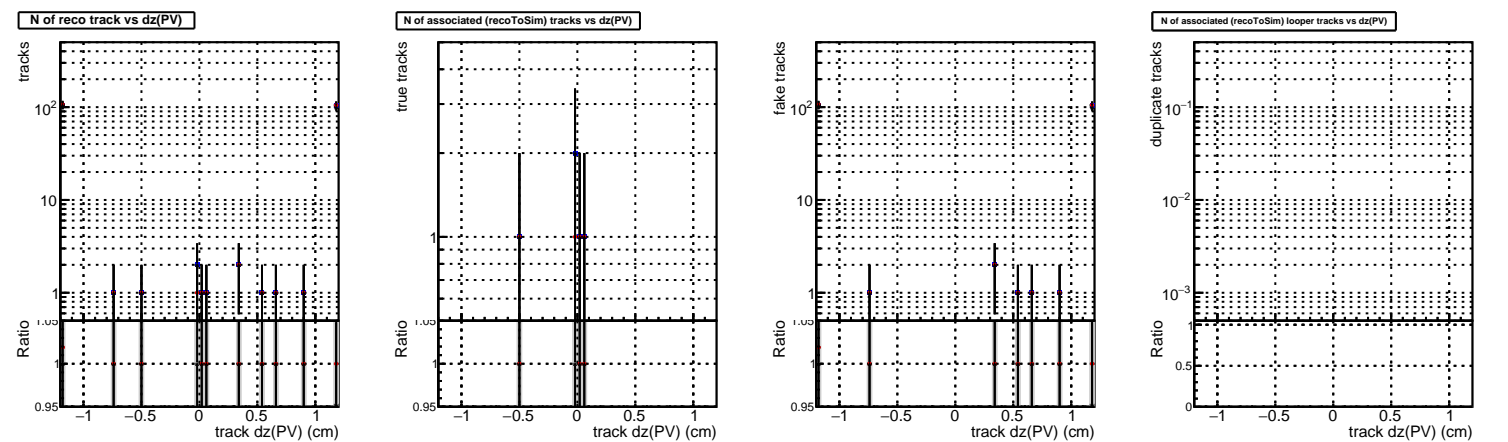 N of reco track vs dz(PV)
tracks
10²
10
1
Ratio
1.05
1
0.95
−1 −0.5 0 0.5 1
track dz(PV) (cm)
N of associated (recoToSim) tracks vs dz(PV)
true tracks
1
Ratio
1.05
1
0.95
−1 −0.5 0 0.5 1
track dz(PV) (cm)
fake tracks
10²
10
1
Ratio
1.05
1
0.95
−1 −0.5 0 0.5 1
track dz(PV) (cm)
N of associated (recoToSim) looper tracks vs dz(PV)
duplicate tracks
10⁻¹
10⁻²
10⁻³
Ratio
1
0.5
0
−1 −0.5 0 0.5 1
track dz(PV) (cm)